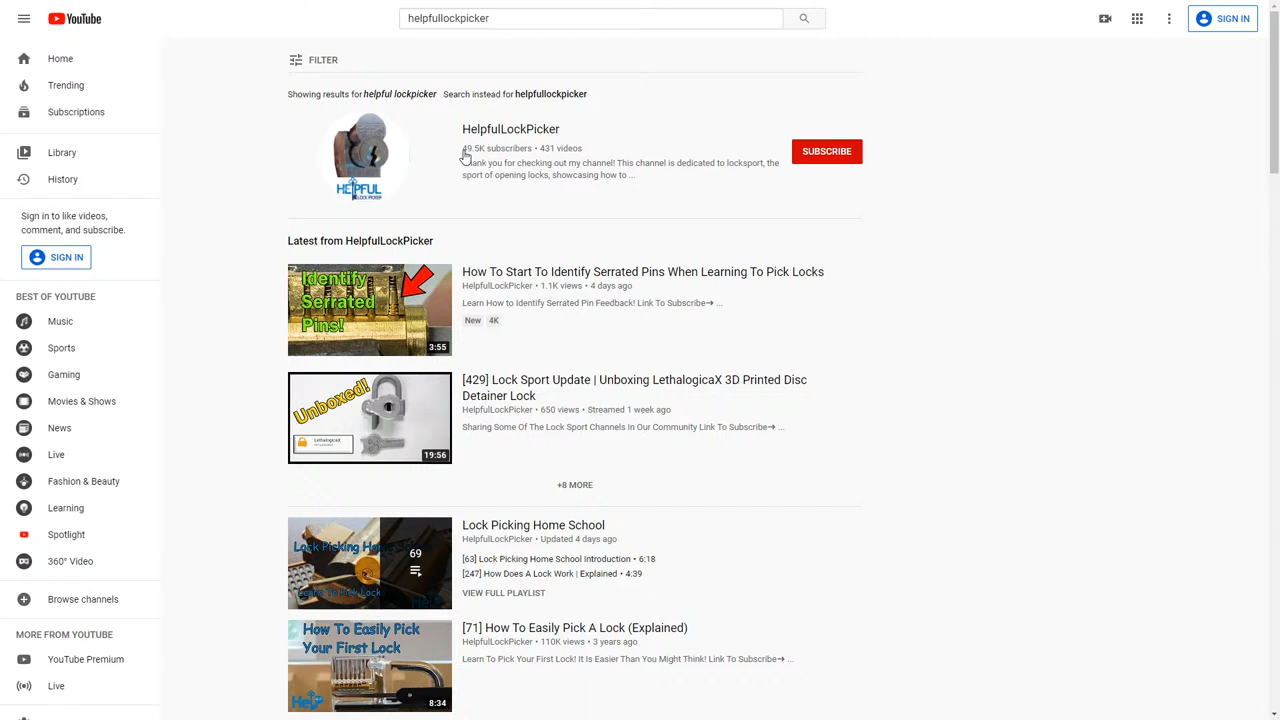 YouTube
helpfullockpicker
SIGN IN
Home
Trending
Subscriptions
Library
History
Sign in to like videos,
comment, and subscribe.
SIGN IN
BEST OF YOUTUBE
Music
Sports
Gaming
Movies & Shows
News
Live
Fashion & Beauty
Learning
Spotlight
360° Video
Browse channels
MORE FROM YOUTUBE
YouTube Premium
Live
FILTER
Showing results for helpful lockpicker Search instead for helpfullockpicker
HELPFUL
LOCK PICKER
HelpfulLockPicker
49.5K subscribers • 431 videos
Thank you for checking out my channel! This channel is dedicated to locksport, the
sport of opening locks, showcasing how to ...
SUBSCRIBE
Latest from HelpfulLockPicker
Identify
Serrated
Pins!
3:55
How To Start To Identify Serrated Pins When Learning To Pick Locks
HelpfulLockPicker • 1.1K views • 4 days ago
Learn How to Identify Serrated Pin Feedback! Link To Subscribe➔ ...
New 4K
Unboxed!
LethalogicaX
19:56
[429] Lock Sport Update | Unboxing LethalogicaX 3D Printed Disc
Detainer Lock
HelpfulLockPicker • 650 views • Streamed 1 week ago
Sharing Some Of The Lock Sport Channels In Our Community Link To Subscribe➔ ...
+8 MORE
Lock Picking Home
Learn To Pick Lock
69
Lock Picking Home School
HelpfulLockPicker • Updated 4 days ago
[63] Lock Picking Home School Introduction • 6:18
[247] How Does A Lock Work | Explained • 4:39
VIEW FULL PLAYLIST
How To Easily Pick
Your First Lock
8:34
[71] How To Easily Pick A Lock (Explained)
HelpfulLockPicker • 110K views • 3 years ago
Learn To Pick Your First Lock! It Is Easier Than You Might Think! Link To Subscribe➔ ...